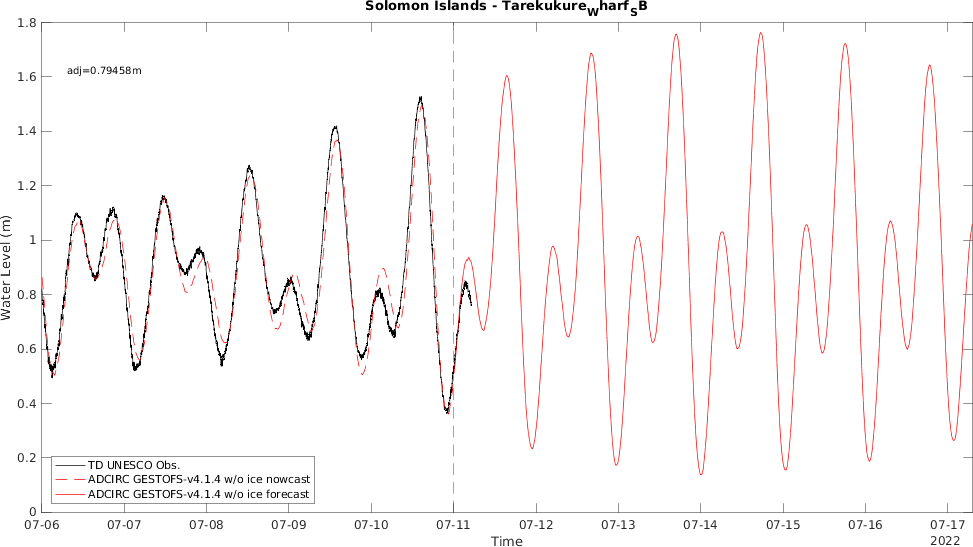 Solomon Islands - TarekukureWharfSB
1.8
adj=0.79458m
1.6
1.4
1.2
1
0.8
0.6
0.4
0.2
0
Water Level (m)
TD UNESCO Obs.
ADCIRC GESTOFS-v4.1.4 w/o ice nowcast
ADCIRC GESTOFS-v4.1.4 w/o ice forecast
07-06 07-07 07-08 07-09 07-10 07-11 07-12 07-13 07-14 07-15 07-16 07-17
Time
2022